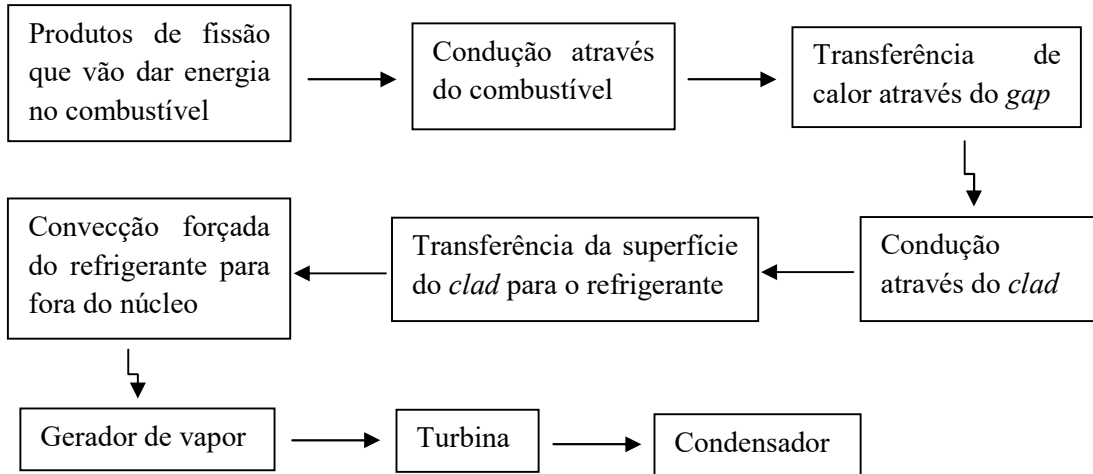 Produtos de fissão
que vão dar energia
no combustível
Condução através
do combustível
Transferência de
calor através do gap
Condução
através do clad
Transferência da superfície
do clad para o refrigerante
Convecção forçada
do refrigerante para
fora do núcleo
Gerador de vapor
Turbina
Condensador